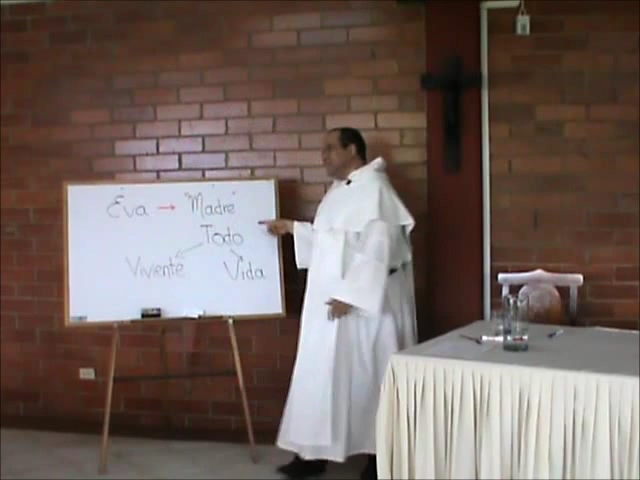 Eva → "Madre"
Todo
Viviente Vida